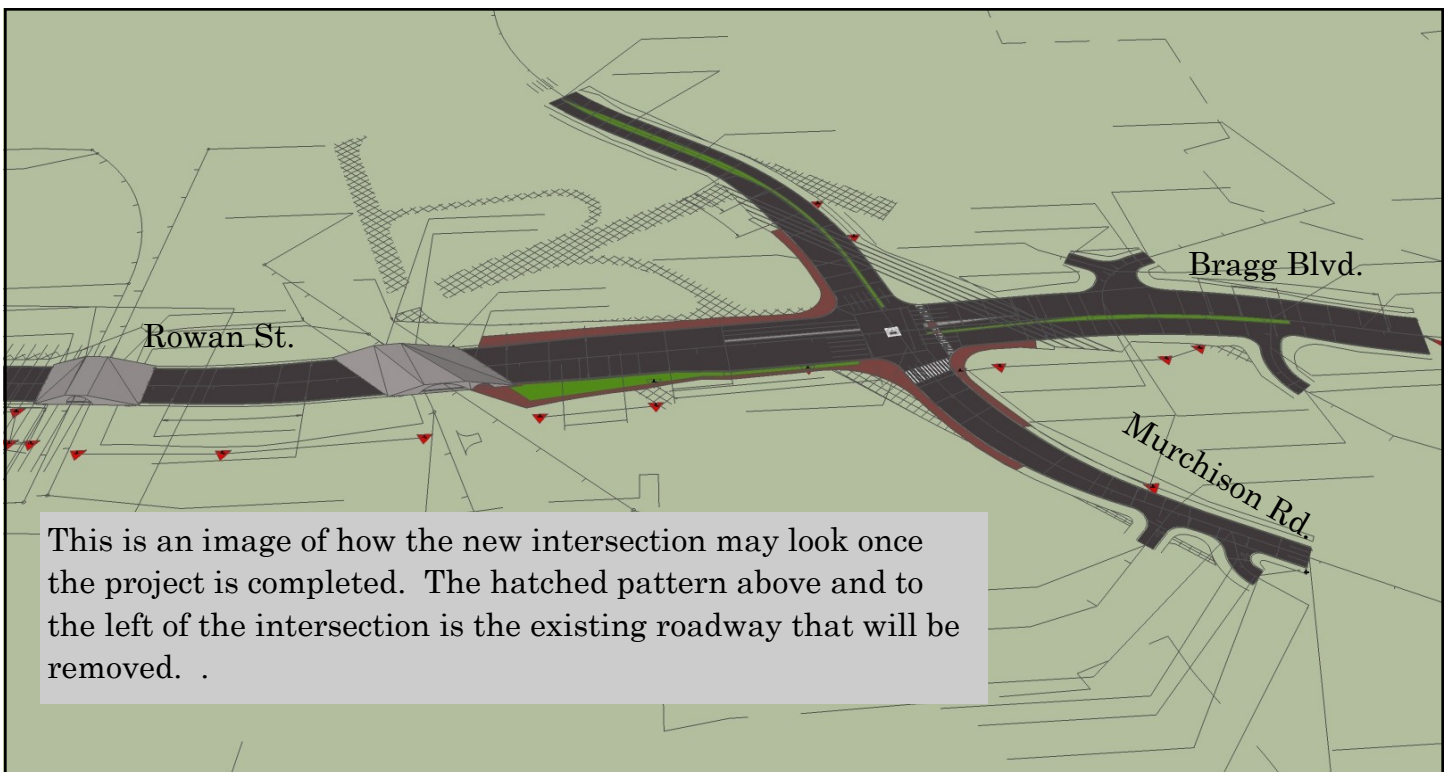 Bragg Blvd.
Rowan St.
Murchison Rd.
This is an image of how the new intersection may look once
the project is completed.  The hatched pattern above and to
the left of the intersection is the existing roadway that will be
removed.  .